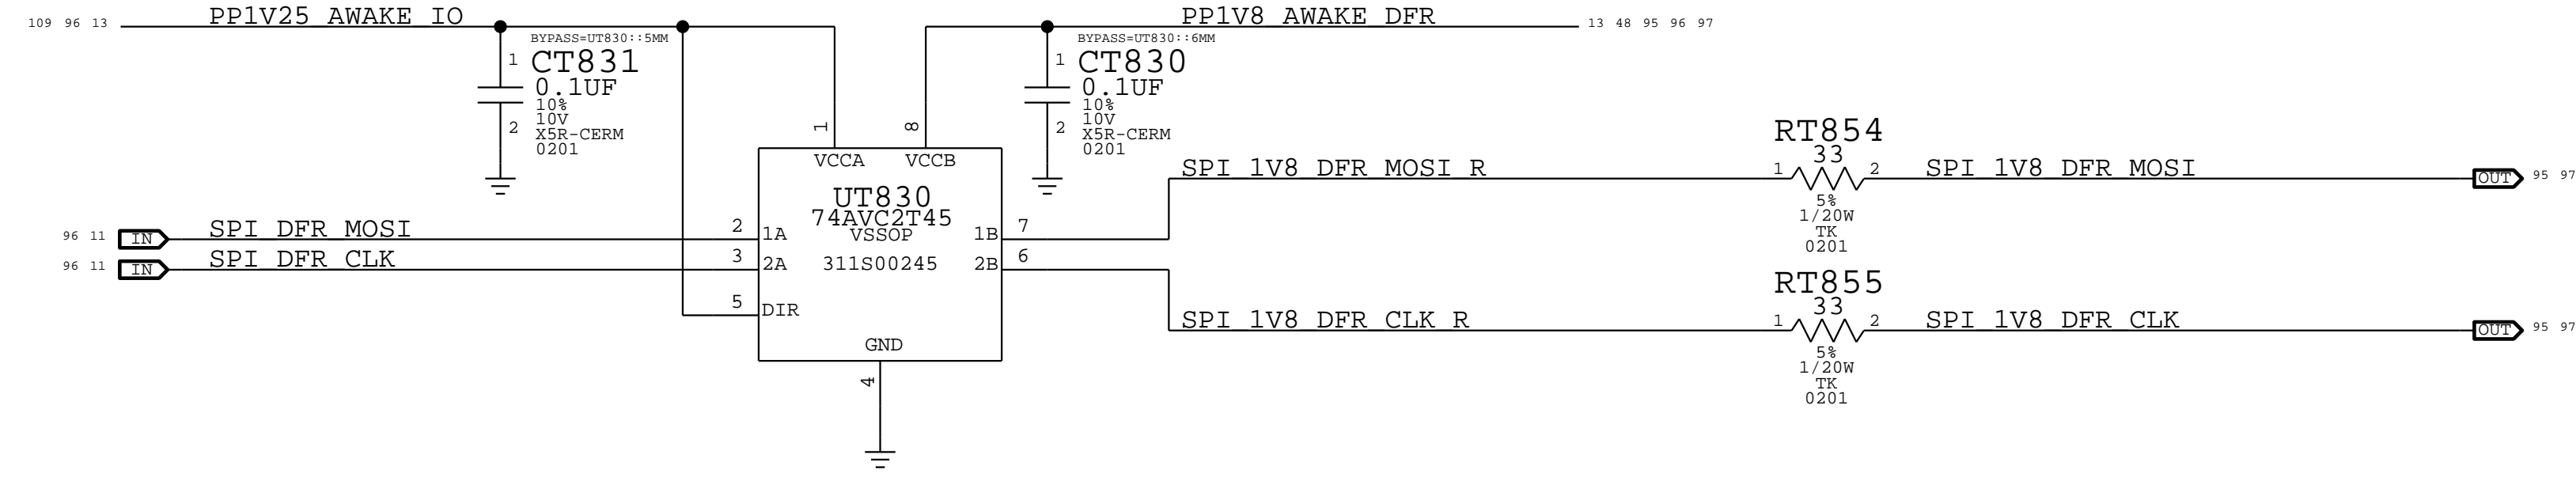 109 96 13 PP1V25_AWAKE_IO
PP1V8_AWAKE_DFR 13 48 95 96 97
BYPASS=UT830::5MM
1 CT831
0.1UF
10%
10V
2 X5R-CERM
0201
BYPASS=UT830::6MM
1 CT830
0.1UF
10%
10V
2 X5R-CERM
0201
1 8
VCCA VCCB
UT830
74AVC2T45
VSSOP
311S00245
96 11 IN SPI_DFR_MOSI 2 1A
96 11 IN SPI_DFR_CLK 3 2A
5 DIR
GND
4
1B 7
2B 6
SPI_1V8_DFR_MOSI_R
RT854
33
1 2
5%
1/20W
TK
0201
SPI_1V8_DFR_MOSI OUT 95 97
SPI_1V8_DFR_CLK_R
RT855
33
1 2
5%
1/20W
TK
0201
SPI_1V8_DFR_CLK OUT 95 97